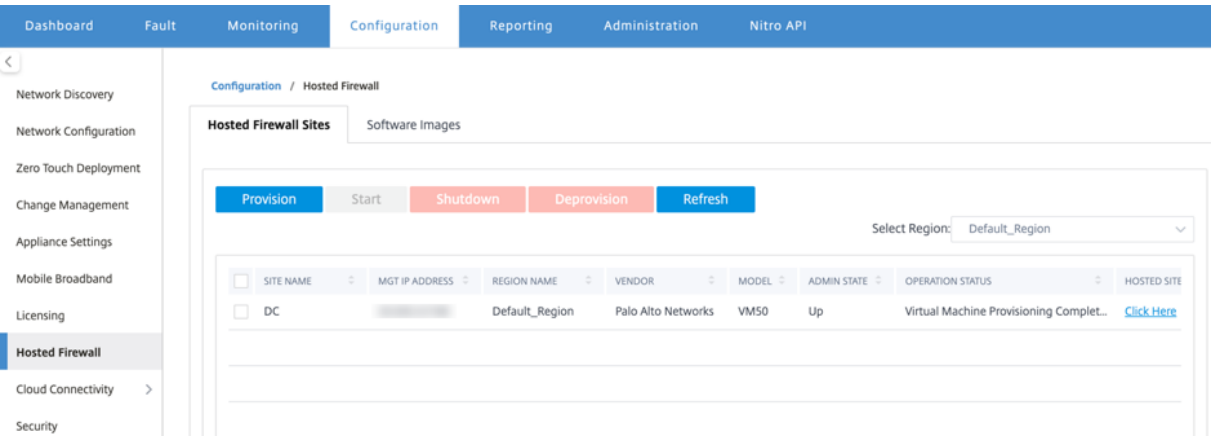 Dashboard Fault Monitoring Configuration Reporting Administration Nitro API
Network Discovery
Network Configuration
Zero Touch Deployment
Change Management
Appliance Settings
Mobile Broadband
Licensing
Hosted Firewall
Cloud Connectivity
Security
Configuration / Hosted Firewall
Hosted Firewall Sites Software Images
Provision Start Shutdown Deprovision Refresh
Select Region: Default_Region
SITE NAME MGT IP ADDRESS REGION NAME VENDOR MODEL ADMIN STATE OPERATION STATUS HOSTED SITE
DC Default_Region Palo Alto Networks VM50 Up Virtual Machine Provisioning Complet... Click Here